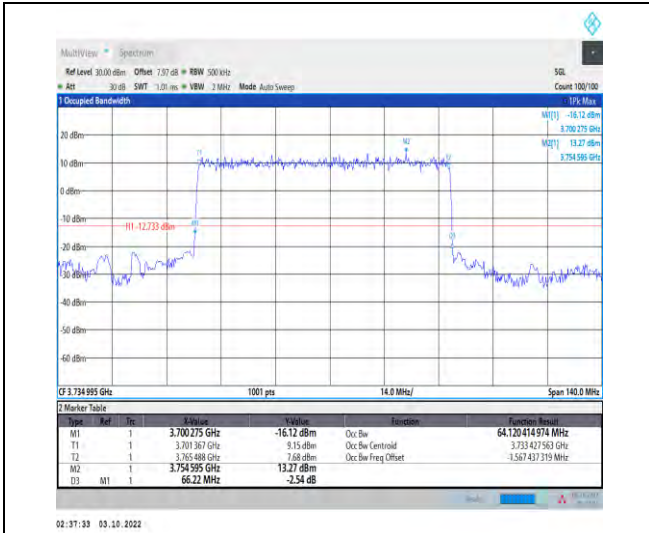 MultiView Spectrum
Ref Level 30.00 dBm Offset 7.97 dB RBW 500 kHz SGL
Att 30 dB SWT 1.01 ms VBW 2 MHz Mode Auto Sweep Count 100/100
1 Occupied Bandwidth 1Pk Max
M1[1] -16.12 dBm
3.700 275 GHz
M2[1] 13.27 dBm
3.754 595 GHz
20 dBm
T1 M2
10 dBm
0 dBm
-10 dBm
H1 -12.733 dBm
M1
D3
-20 dBm
-30 dBm
-40 dBm
-50 dBm
-60 dBm
CF 3.734 995 GHz 1001 pts 14.0 MHz/ Span 140.0 MHz
2 Marker Table
Type Ref Trc X-Value Y-Value Function Function Result
M1 1 3.700 275 GHz -16.12 dBm Occ Bw 64.120 414 974 MHz
T1 1 3.701 367 GHz 9.15 dBm Occ Bw Centroid 3.733 427 563 GHz
T2 1 3.765 488 GHz 7.68 dBm Occ Bw Freq Offset -1.567 437 319 MHz
M2 1 3.754 595 GHz 13.27 dBm
D3 M1 1 66.22 MHz -2.54 dB
02:37:33 03.10.2022